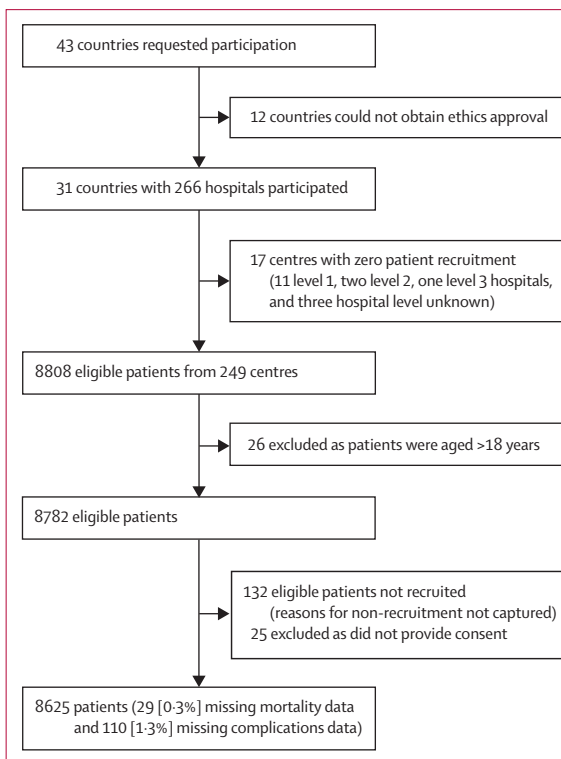 43 countries requested participation
12 countries could not obtain ethics approval
31 countries with 266 hospitals participated
17 centres with zero patient recruitment
(11 level 1, two level 2, one level 3 hospitals,
and three hospital level unknown)
8808 eligible patients from 249 centres
26 excluded as patients were aged >18 years
8782 eligible patients
132 eligible patients not recruited
(reasons for non-recruitment not captured)
25 excluded as did not provide consent
8625 patients (29 [0·3%] missing mortality data
and 110 [1·3%] missing complications data)